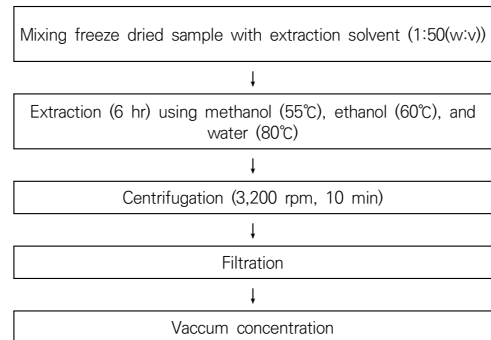 Mixing freeze dried sample with extraction solvent (1:50(w:v))
↓
Extraction (6 hr) using methanol (55℃), ethanol (60℃), and
water (80℃)
↓
Centrifugation (3,200 rpm, 10 min)
↓
Filtration
↓
Vaccum concentration